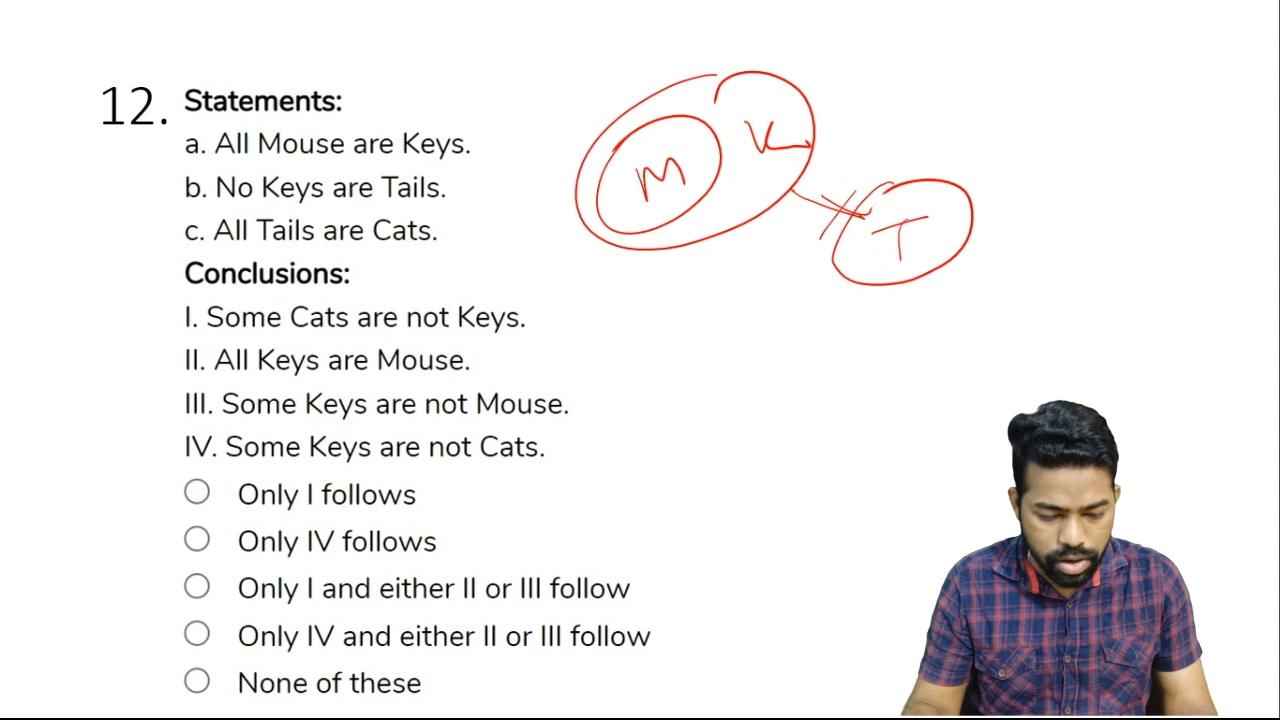 12. Statements:
a. All Mouse are Keys.
b. No Keys are Tails.
c. All Tails are Cats.
Conclusions:
I. Some Cats are not Keys.
II. All Keys are Mouse.
III. Some Keys are not Mouse.
IV. Some Keys are not Cats.
Only I follows
Only IV follows
Only I and either II or III follow
Only IV and either II or III follow
None of these
M
K
T